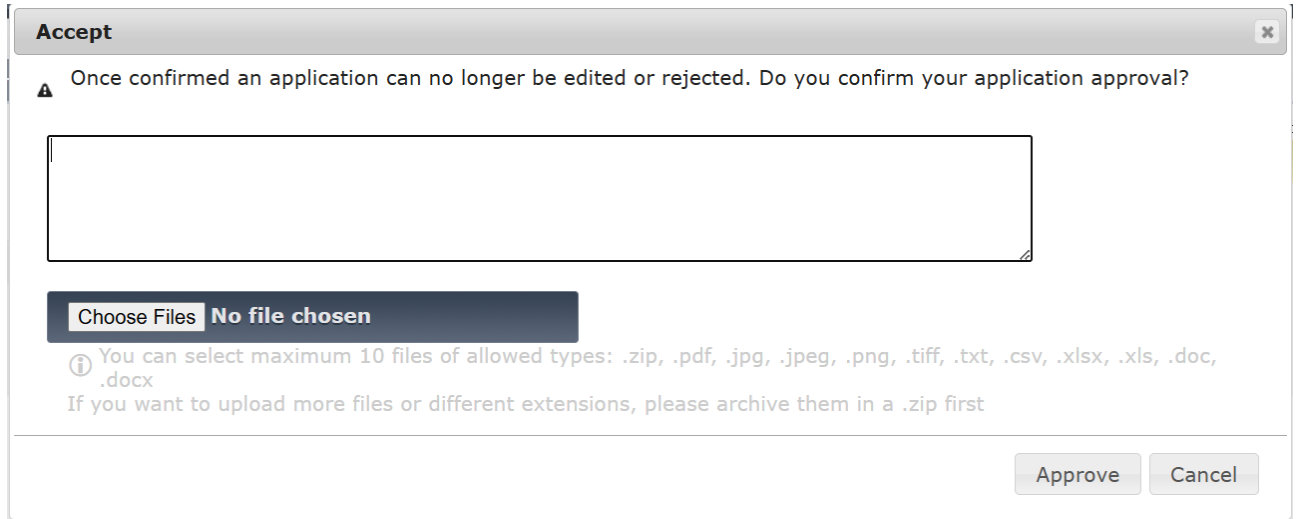 Accept
Once confirmed an application can no longer be edited or rejected. Do you confirm your application approval?
Choose Files No file chosen
You can select maximum 10 files of allowed types: .zip, .pdf, .jpg, .jpeg, .png, .tiff, .txt, .csv, .xlsx, .xls, .doc,
.docx
If you want to upload more files or different extensions, please archive them in a .zip first
Approve Cancel